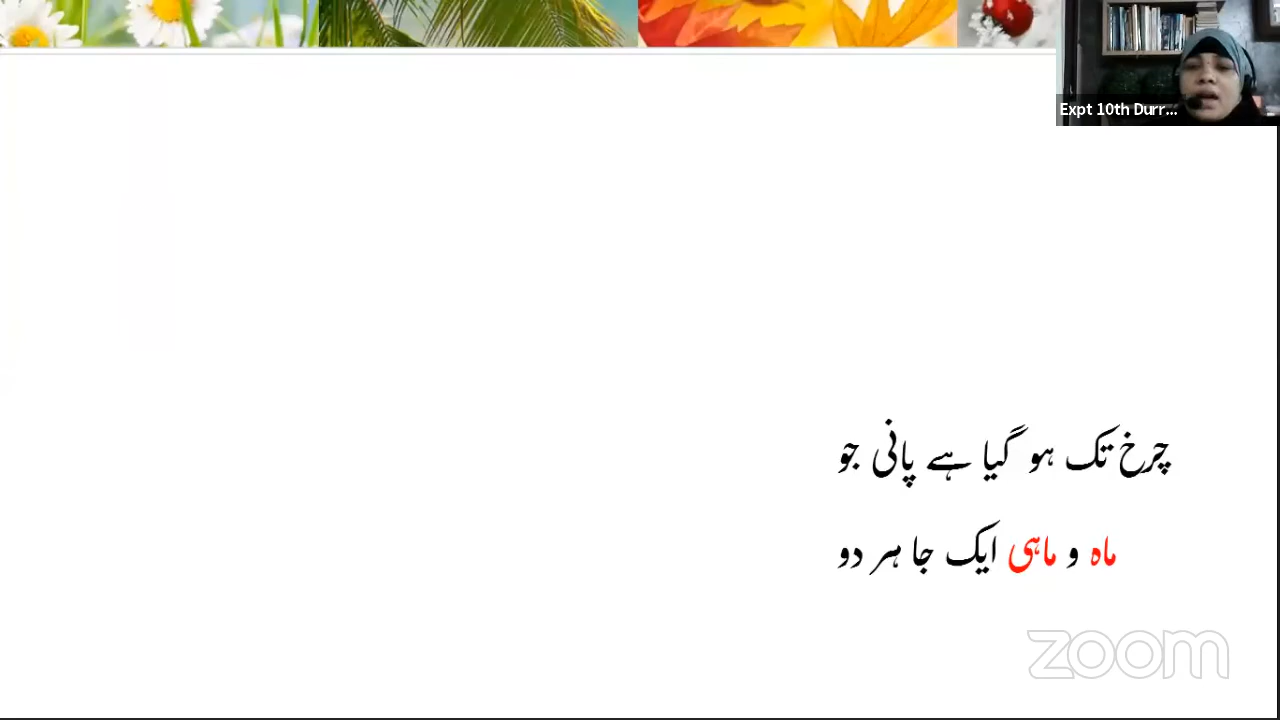 Expt 10th Durr...
چرخ تک ہو گیا ہے پانی جو
ماہ و ماہی ایک جا ہر دو
zoom